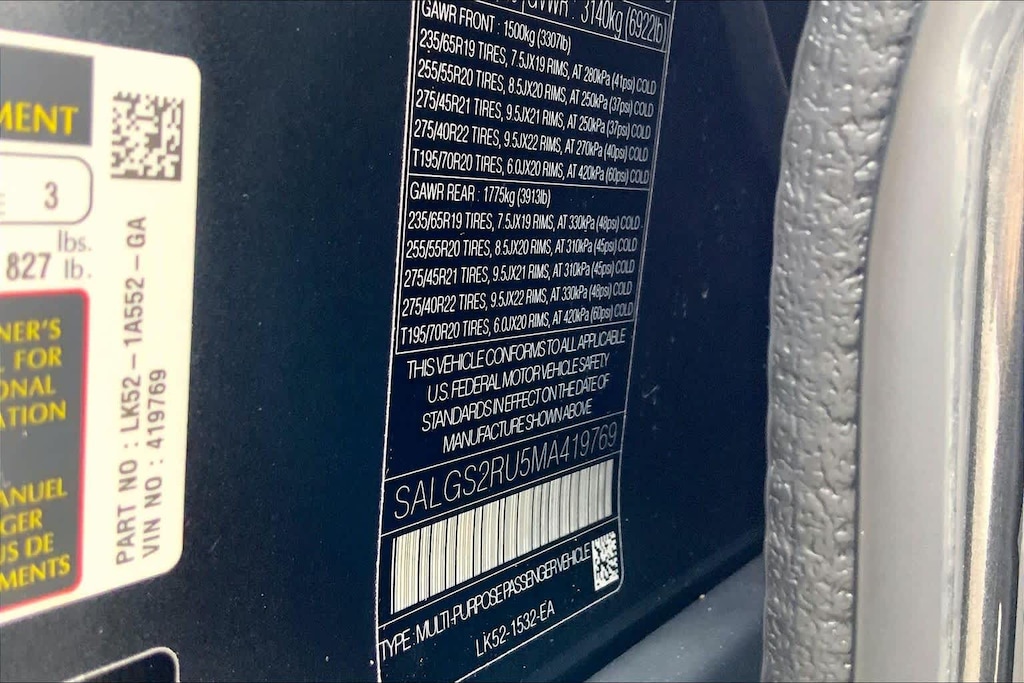 MENT
3
lbs.
827 lb.
NER'S
FOR
ONAL
ATION
ANUEL
GER
US DE
MENTS
PART NO : LK52-1A552-GA
VIN NO : 419769
GVWR : 3140kg (6922lb)
GAWR FRONT : 1500kg (3307lb)
235/65R19 TIRES, 7.5JX19 RIMS, AT 280kPa (41psi) COLD
255/55R20 TIRES, 8.5JX20 RIMS, AT 250kPa (37psi) COLD
275/45R21 TIRES, 9.5JX21 RIMS, AT 250kPa (37psi) COLD
275/40R22 TIRES, 9.5JX22 RIMS, AT 270kPa (40psi) COLD
T195/70R20 TIRES, 6.0JX20 RIMS, AT 420kPa (60psi) COLD
GAWR REAR : 1775kg (3913lb)
235/65R19 TIRES, 7.5JX19 RIMS, AT 330kPa (48psi) COLD
255/55R20 TIRES, 8.5JX20 RIMS, AT 310kPa (45psi) COLD
275/45R21 TIRES, 9.5JX21 RIMS, AT 310kPa (45psi) COLD
275/40R22 TIRES, 9.5JX22 RIMS, AT 330kPa (48psi) COLD
T195/70R20 TIRES, 6.0JX20 RIMS, AT 420kPa (60psi) COLD
THIS VEHICLE CONFORMS TO ALL APPLICABLE
U.S. FEDERAL MOTOR VEHICLE SAFETY
STANDARDS IN EFFECT ON THE DATE OF
MANUFACTURE SHOWN ABOVE
SALGS2RU5MA419769
TYPE : MULTI-PURPOSE PASSENGER VEHICLE
LK52-1532-EA